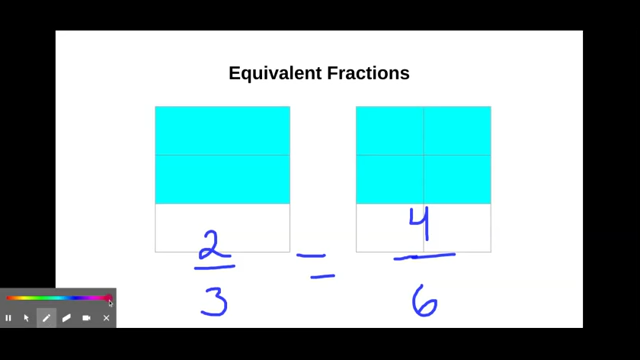 Equivalent Fractions
2/3 = 4/6